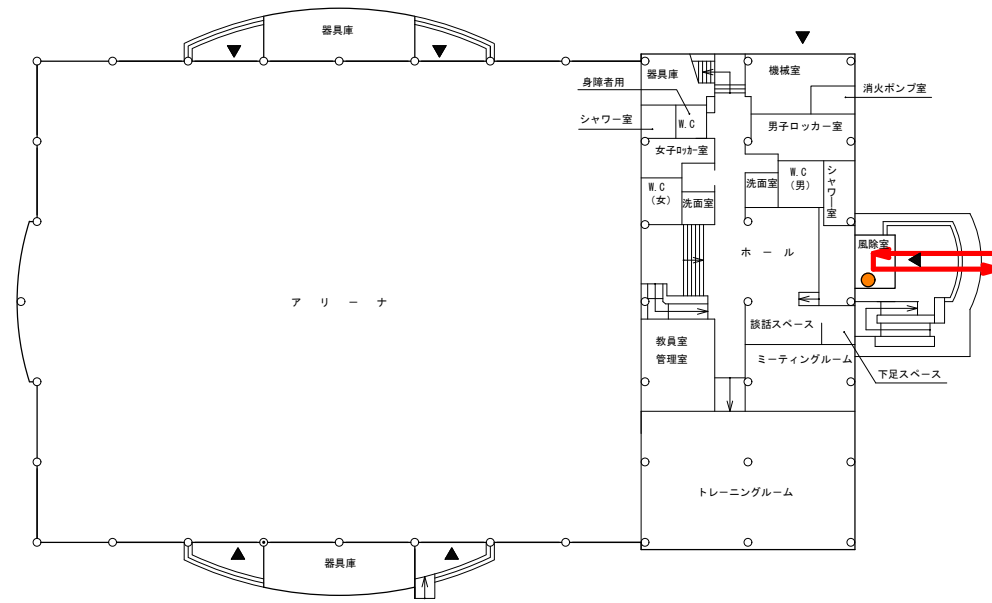 器具庫
器具庫
機械室
身障者用
消火ポンプ室
シャワー室
W.C
男子ロッカー室
女子ロッカー室
W.C
(女)
洗面室
洗面室
W.C
(男)
シャワー室
風除室
ホール
アリーナ
談話スペース
教員室
管理室
ミーティングルーム
下足スペース
トレーニングルーム
器具庫